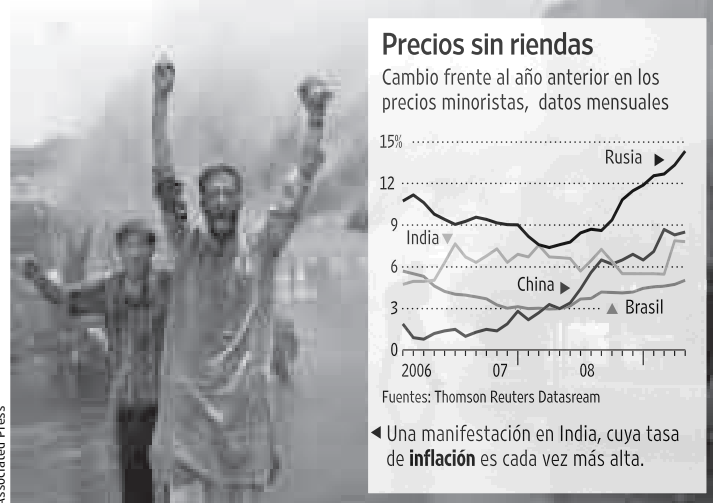 Precios sin riendas
Cambio frente al año anterior en los
precios minoristas, datos mensuales
15%
Rusia
12
9
India
6
China
3
Brasil
0
2006 07 08
Fuentes: Thomson Reuters Datasream
Una manifestación en India, cuya tasa
de inflación es cada vez más alta.
Associated Press